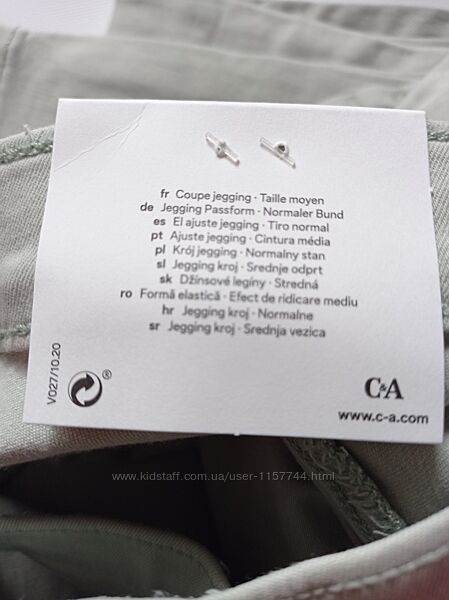 fr Coupe jegging · Taille moyen
de Jegging Passform · Normaler Bund
es El ajuste jegging · Tiro normal
pt Ajuste jegging · Cintura média
pl Krój jegging · Normalny stan
sl Jegging kroj · Srednje odprt
sk Džínsové legíny · Stredná
ro Formă elastică · Efect de ridicare mediu
hr Jegging kroj · Normalne
sr Jegging kroj · Srednja vezica
V027/10.20
®
C&A
www.c-a.com
www.kidstaff.com.ua/user-1157744.html